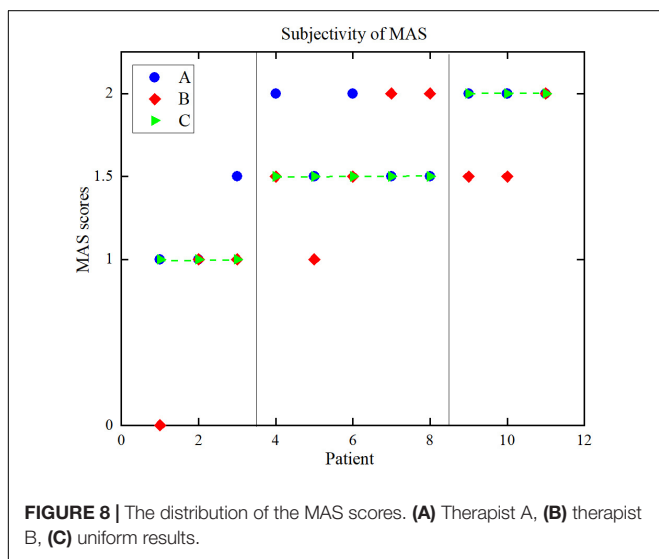 Subjectivity of MAS
A
B
C
2
1.5
1
0
MAS scores
0 2 4 6 8 10 12
Patient
FIGURE 8 | The distribution of the MAS scores. (A) Therapist A, (B) therapist
B, (C) uniform results.